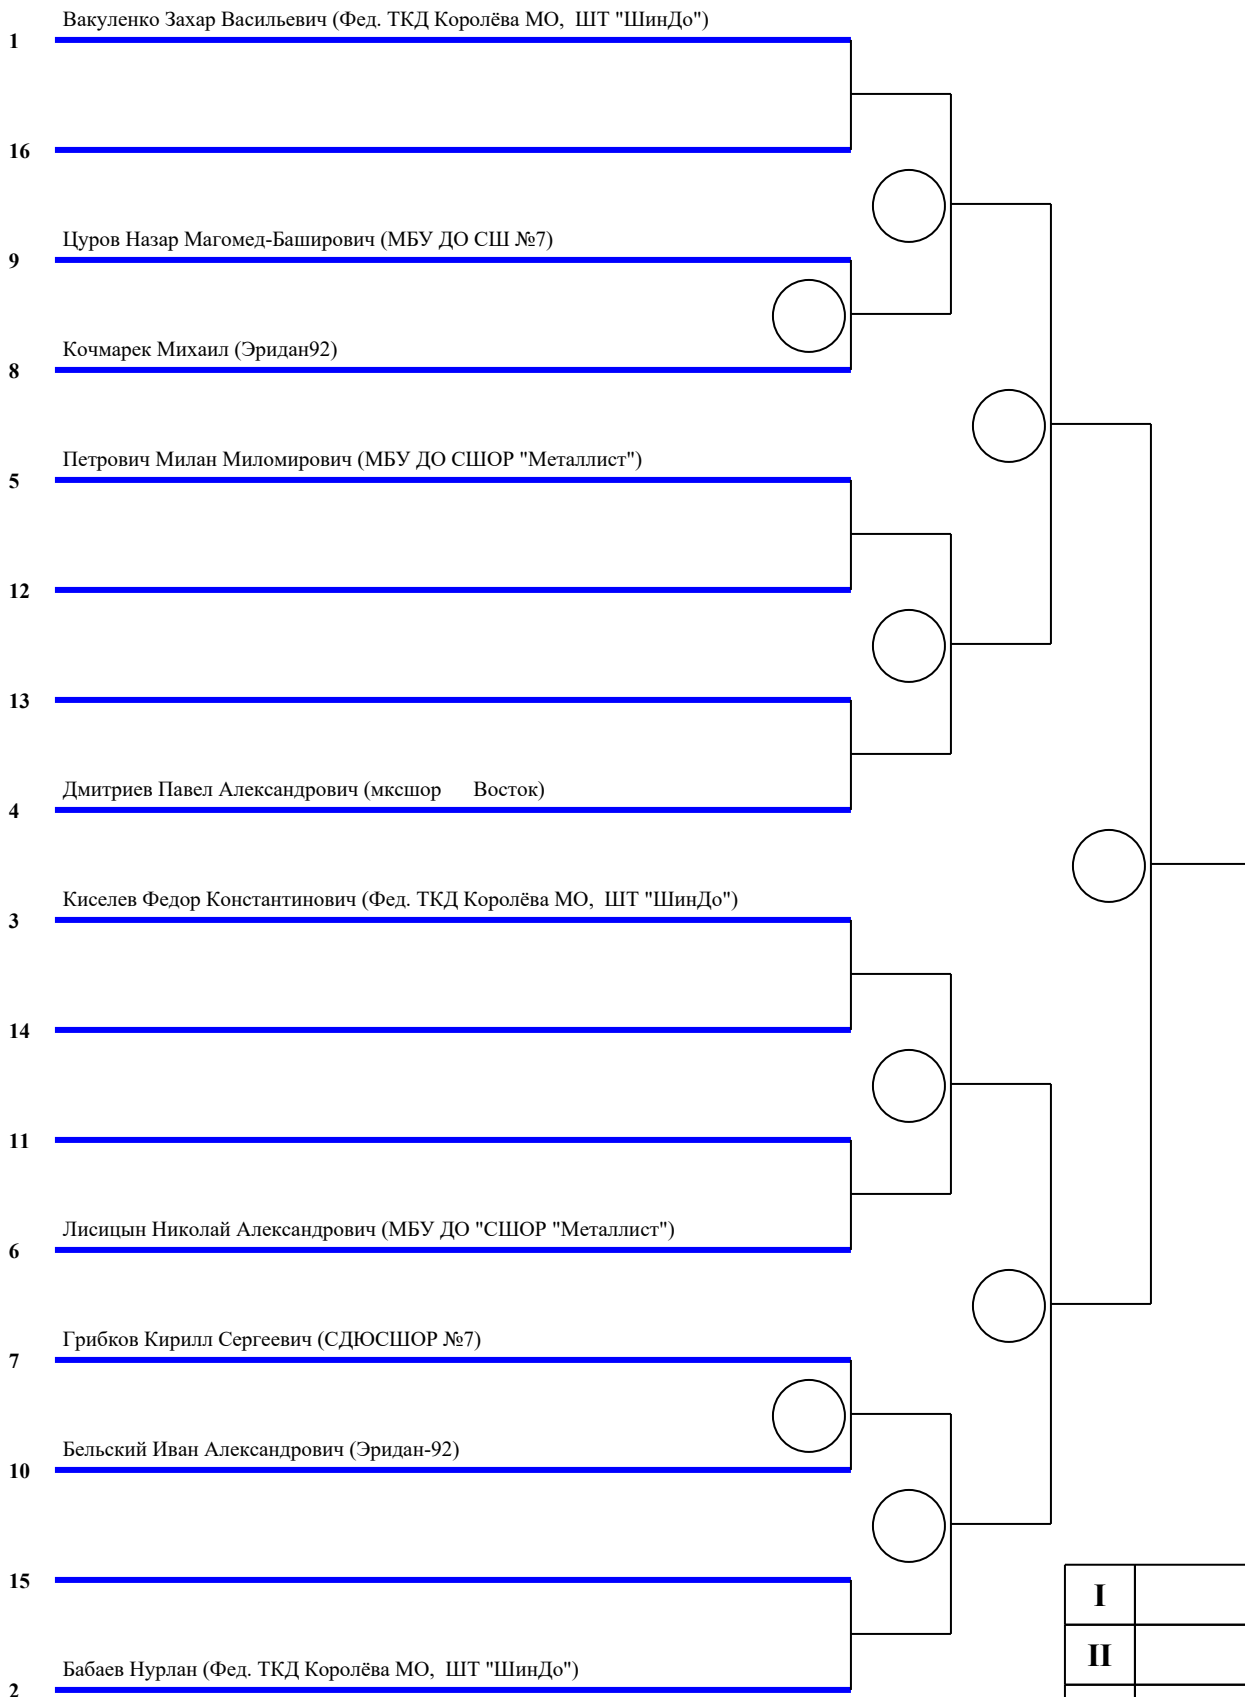 Вакуленко Захар Васильевич (Фед. ТКД Королёва МО, ШТ "ШинДо")
1
16
Цуров Назар Магомед-Баширович (МБУ ДО СШ №7)
9
Кочмарек Михаил (Эридан92)
8
Петрович Милан Миломирович (МБУ ДО СШОР "Металлист")
5
12
13
Дмитриев Павел Александрович (мксшор Восток)
4
Киселев Федор Константинович (Фед. ТКД Королёва МО, ШТ "ШинДо")
3
14
11
Лисицын Николай Александрович (МБУ ДО "СШОР "Металлист")
6
Грибков Кирилл Сергеевич (СДЮСШОР №7)
7
Бельский Иван Александрович (Эридан-92)
10
15
I
II
Бабаев Нурлан (Фед. ТКД Королёва МО, ШТ "ШинДо")
2